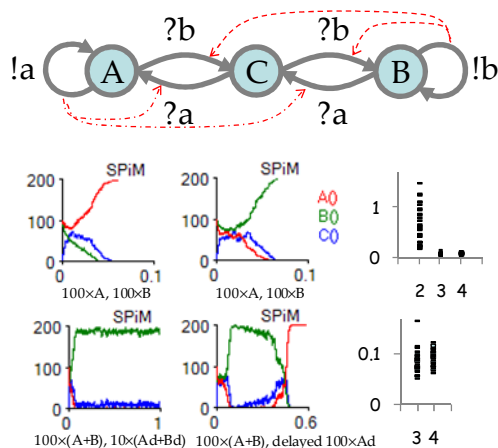 ?b ?b
!a A C B !b
?a ?a
SPiM SPiM
200 200
A()
B()
C()
100 100
0 0
0 0.1 0 0.1
100×A, 100×B 100×A, 100×B
1
0
2 3 4
SPiM SPiM
200 200
100 100
0 0
0 1 0 0.6
100×(A+B), 10×(Ad+Bd) 100×(A+B), delayed 100×Ad
0.1
0
3 4